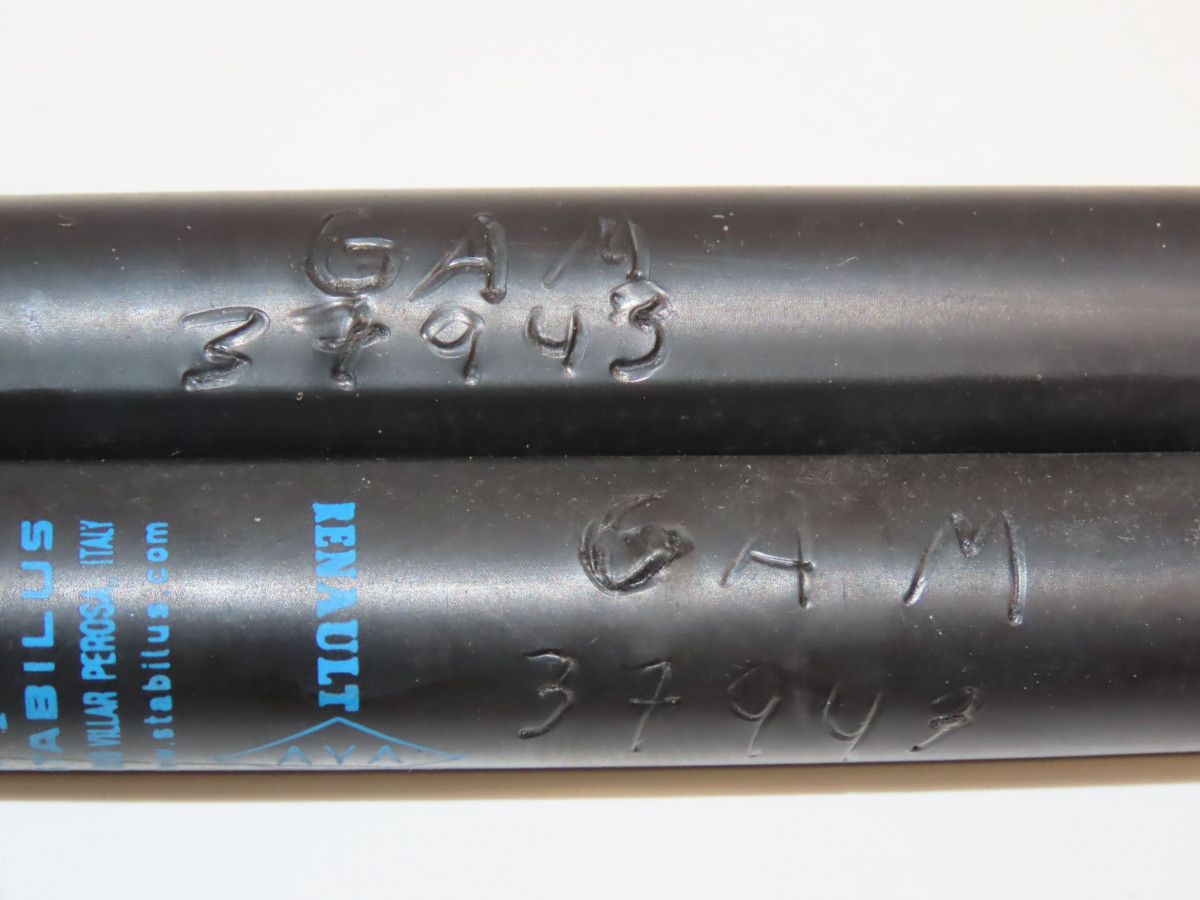 GAM
37943
STABILUS
VILLAR PEROSA, ITALY
www.stabilus.com
RENAULT
GAM
37943